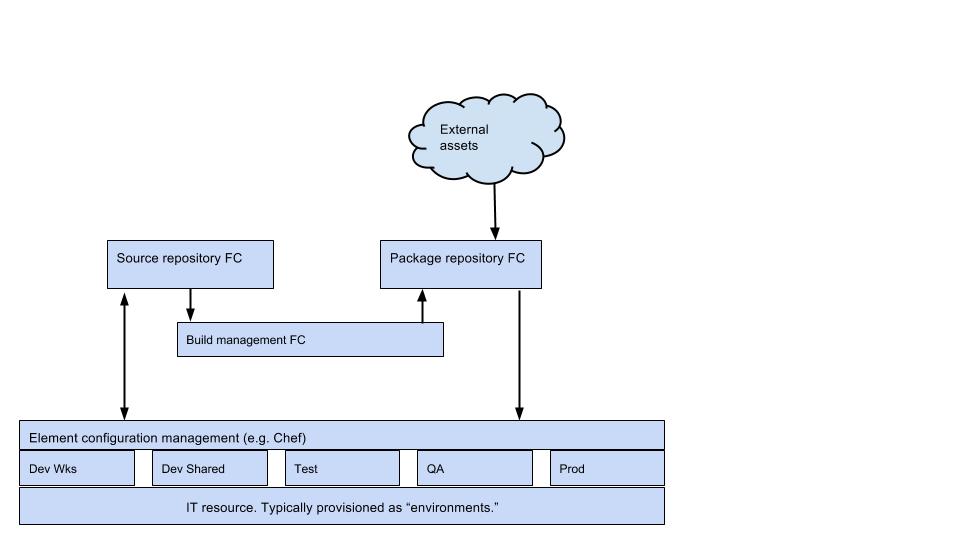 External
assets
Source repository FC
Package repository FC
Build management FC
Element configuration management (e.g. Chef)
Dev Wks
Dev Shared
Test
QA
Prod
IT resource. Typically provisioned as “environments.”